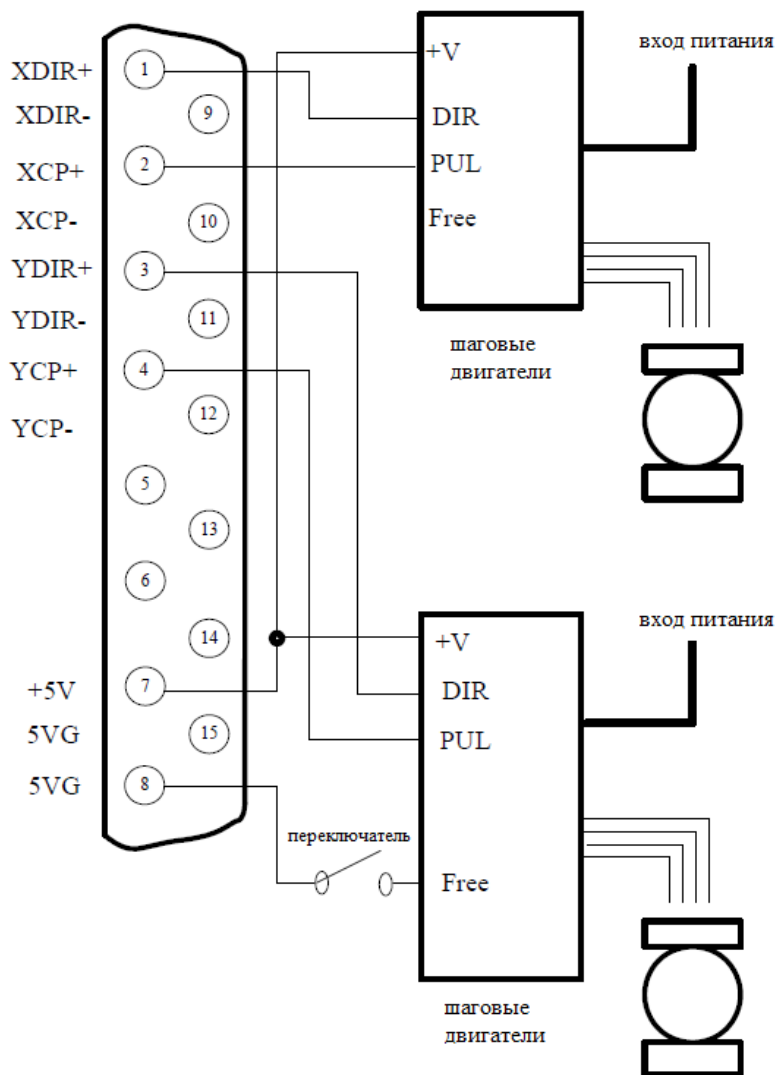 XDIR+
1
XDIR-
9
XCP+
2
XCP-
10
YDIR+
3
YDIR-
11
YCP+
4
YCP-
12
5
13
6
14
+5V
7
5VG
15
5VG
8
переключатель
+V
DIR
PUL
Free
вход питания
шаговые
двигатели
+V
DIR
PUL
Free
вход питания
шаговые
двигатели